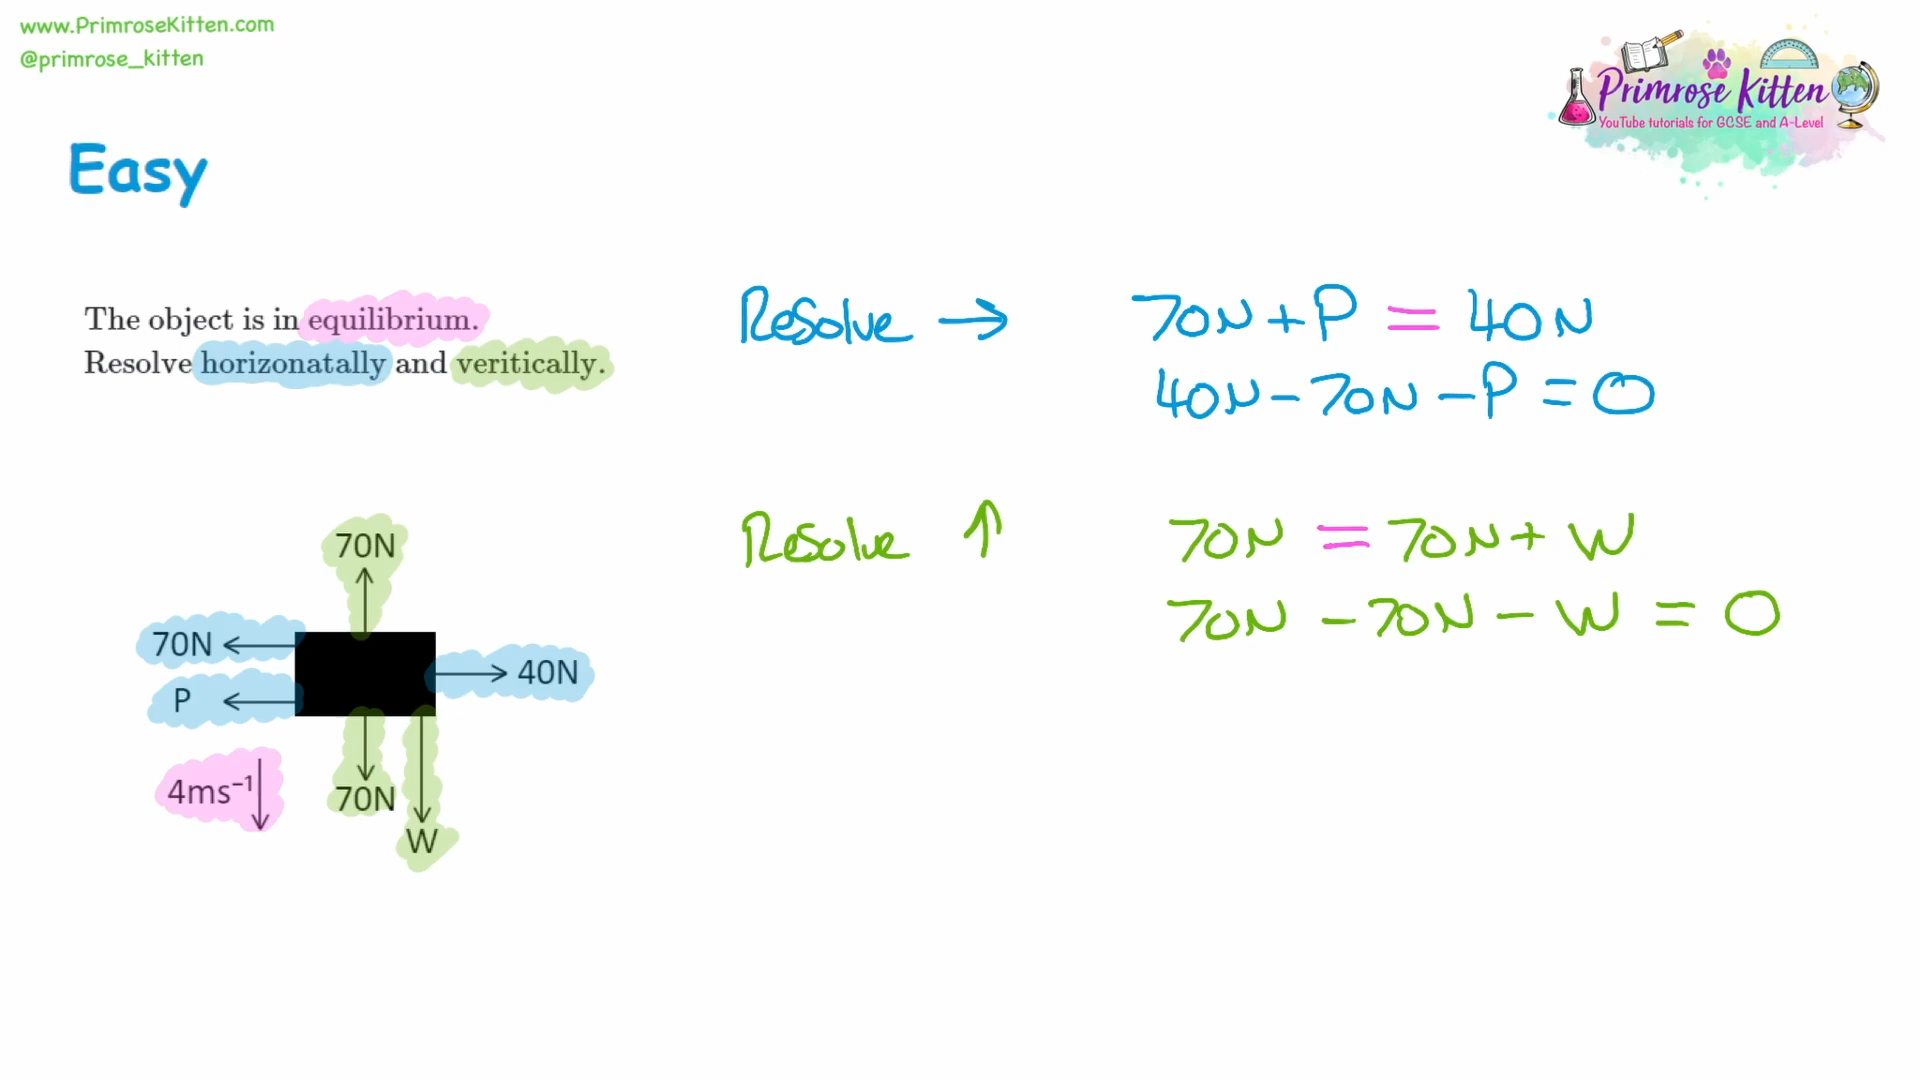 www.PrimroseKitten.com
@primrose_kitten
Primrose Kitten
YouTube tutorials for GCSE and A-Level
Easy
The object is in equilibrium.
Resolve horizonatally and veritically.
Resolve → 70N + P = 40N
40N - 70N - P = 0
Resolve ↑ 70N = 70N + W
70N - 70N - W = 0
70N
70N
40N
P
4ms⁻¹
70N
W